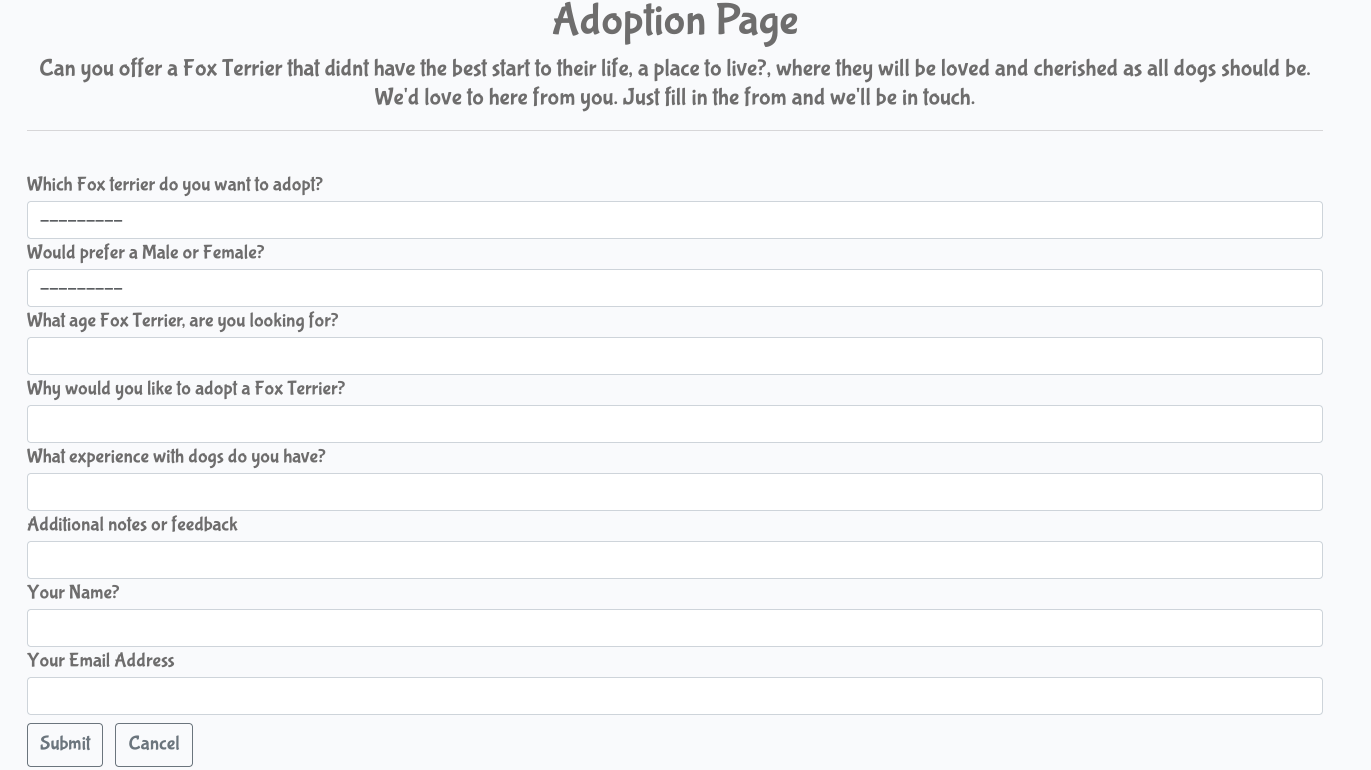 Adoption Page
Can you offer a Fox Terrier that didnt have the best start to their life, a place to live?, where they will be loved and cherished as all dogs should be.
We'd love to here from you. Just fill in the from and we'll be in touch.
Which Fox terrier do you want to adopt?
---------
Would prefer a Male or Female?
---------
What age Fox Terrier, are you looking for?
Why would you like to adopt a Fox Terrier?
What experience with dogs do you have?
Additional notes or feedback
Your Name?
Your Email Address
Submit Cancel